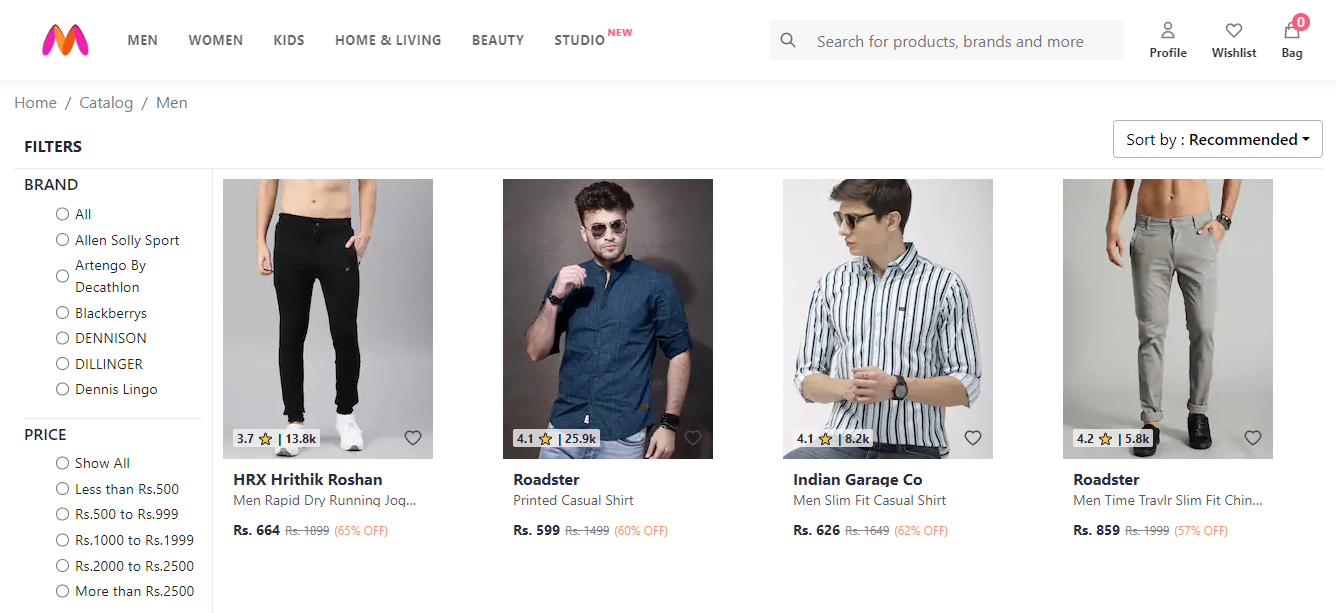 MEN WOMEN KIDS HOME & LIVING BEAUTY STUDIO NEW
Search for products, brands and more
Profile Wishlist 0 Bag
Home / Catalog / Men
FILTERS
Sort by : Recommended
BRAND
All
Allen Solly Sport
Artengo By
Decathlon
Blackberrys
DENNISON
DILLINGER
Dennis Lingo
PRICE
Show All
Less than Rs.500
Rs.500 to Rs.999
Rs.1000 to Rs.1999
Rs.2000 to Rs.2500
More than Rs.2500
3.7 ★ | 13.8k
HRX Hrithik Roshan
Men Rapid Dry Running Jog...
Rs. 664 Rs. 1899 (65% OFF)
4.1 ★ | 25.9k
Roadster
Printed Casual Shirt
Rs. 599 Rs. 1499 (60% OFF)
4.1 ★ | 8.2k
Indian Garage Co
Men Slim Fit Casual Shirt
Rs. 626 Rs. 1649 (62% OFF)
4.2 ★ | 5.8k
Roadster
Men Time Travlr Slim Fit Chin...
Rs. 859 Rs. 1999 (57% OFF)